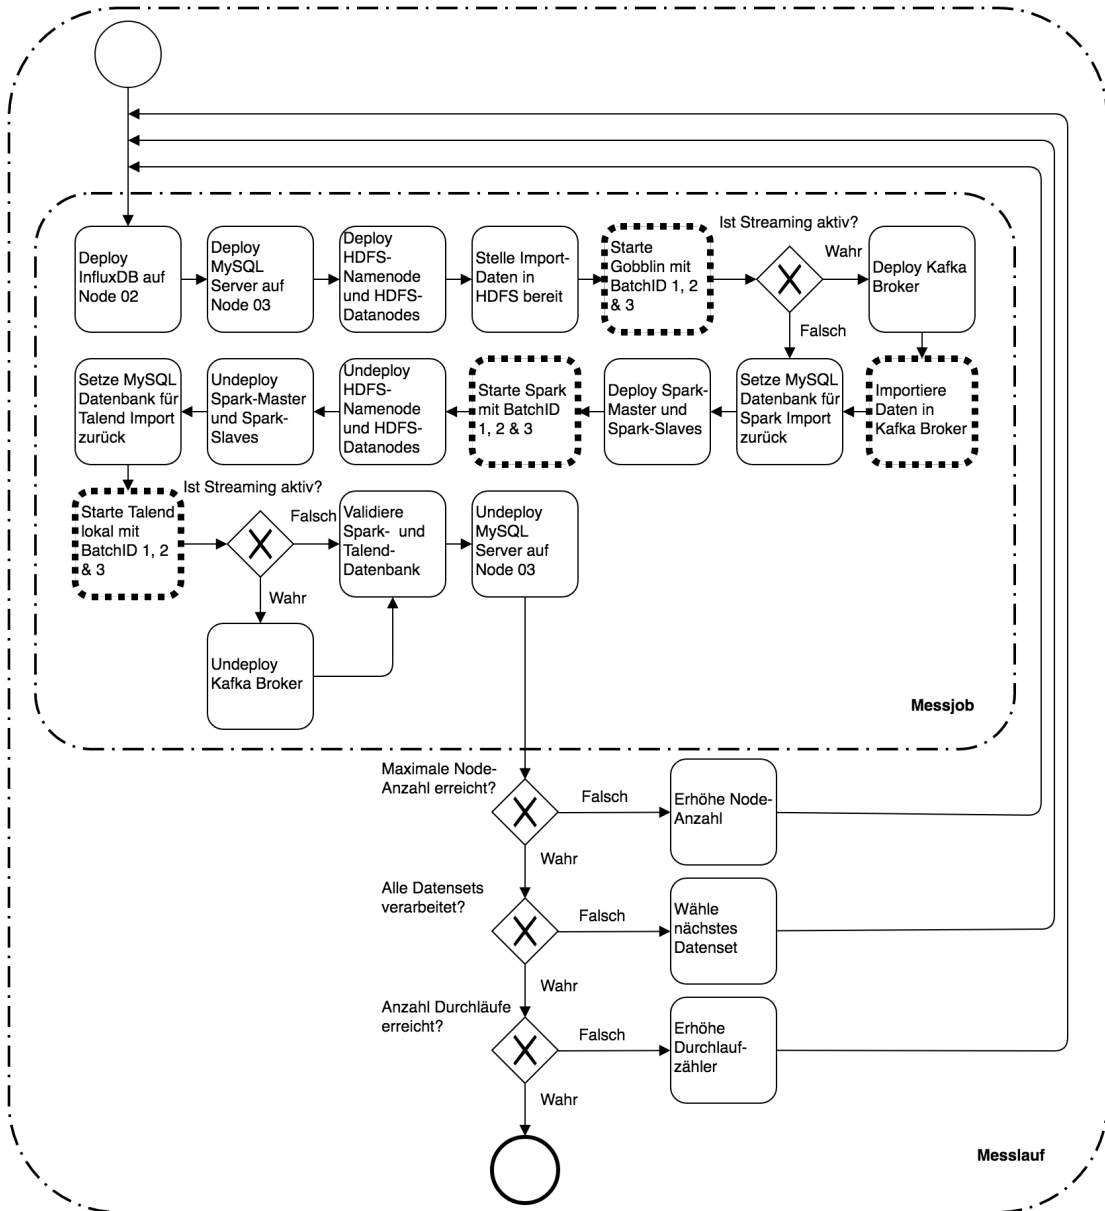 Ist Streaming aktiv?
Deploy
InfluxDB auf
Node 02
Deploy
MySQL
Server auf
Node 03
Deploy
HDFS-
Namenode
und HDFS-
Datanodes
Stelle Import-
Daten in
HDFS bereit
Starte
Gobblin mit
BatchID 1, 2
& 3
Wahr
Deploy Kafka
Broker
Falsch
Setze MySQL
Datenbank für
Talend Import
zurück
Undeploy
Spark-Master
und Spark-
Slaves
Undeploy
HDFS-
Namenode
und HDFS-
Datanodes
Starte Spark
mit BatchID
1, 2 & 3
Deploy Spark-
Master und
Spark-Slaves
Setze MySQL
Datenbank für
Spark Import
zurück
Importiere
Daten in
Kafka Broker
Ist Streaming aktiv?
Starte Talend
lokal mit
BatchID 1, 2
& 3
Falsch
Validiere
Spark- und
Talend-
Datenbank
Undeploy
MySQL
Server auf
Node 03
Wahr
Undeploy
Kafka Broker
Messjob
Maximale Node-
Anzahl erreicht?
Falsch
Erhöhe Node-
Anzahl
Wahr
Alle Datensets
verarbeitet?
Falsch
Wähle
nächstes
Datenset
Wahr
Anzahl Durchläufe
erreicht?
Falsch
Erhöhe
Durchlauf-
zähler
Wahr
Messlauf